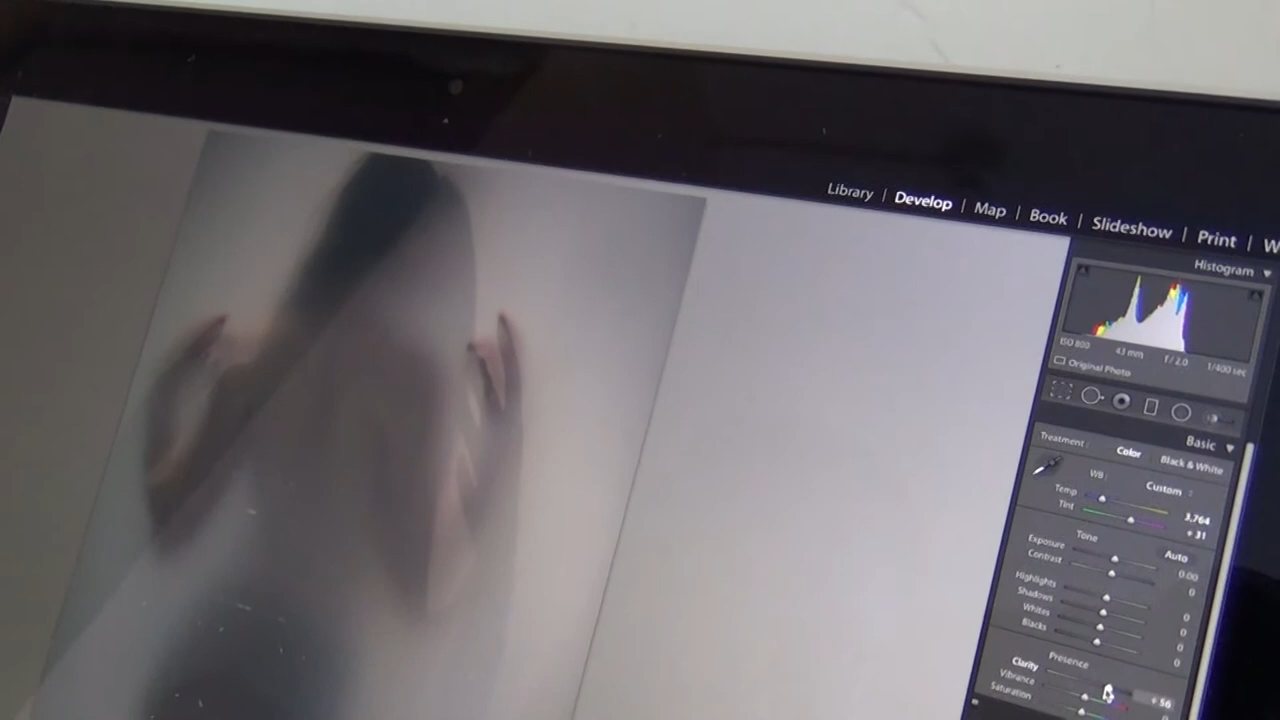 Library | Develop | Map | Book | Slideshow | Print | W
Histogram
ISO 800 43 mm f / 2.0 1/400 sec
Original Photo
Basic
Treatment: Color Black & White
WB: Custom
Temp 3,764
Tint + 31
Tone Auto
Exposure 0.00
Contrast 0
Highlights 0
Shadows 0
Whites 0
Blacks 0
Presence
Clarity + 56
Vibrance
Saturation